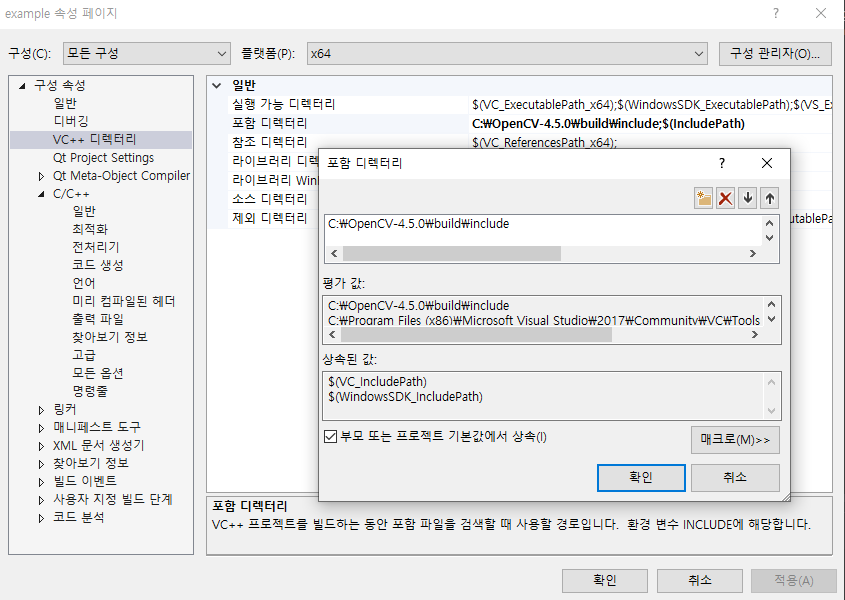 example 속성 페이지
구성(C): 모든 구성 플랫폼(P): x64 구성 관리자(O)...
구성 속성
일반
디버깅
VC++ 디렉터리
Qt Project Settings
Qt Meta-Object Compiler
C/C++
일반
최적화
전처리기
코드 생성
언어
미리 컴파일된 헤더
출력 파일
찾아보기 정보
고급
모든 옵션
명령줄
링커
매니페스트 도구
XML 문서 생성기
찾아보기 정보
빌드 이벤트
사용자 지정 빌드 단계
코드 분석
일반
실행 가능 디렉터리 $(VC_ExecutablePath_x64);$(WindowsSDK_ExecutablePath);$(VS_Ex
포함 디렉터리 C:₩OpenCV-4.5.0₩build₩include;$(IncludePath)
참조 디렉터리 $(VC_ReferencesPath_x64);
라이브러리
라이브러리
소스 디렉터리
제외 디렉터리
포함 디렉터리
C:₩OpenCV-4.5.0₩build₩include
평가 값:
C:₩OpenCV-4.5.0₩build₩include
C:₩Program Files (x86)₩Microsoft Visual Studio₩2017₩Community₩VC₩Tools
상속된 값:
$(VC_IncludePath)
$(WindowsSDK_IncludePath)
부모 또는 프로젝트 기본값에서 상속(I)
매크로(M)>>
확인 취소
포함 디렉터리
VC++ 프로젝트를 빌드하는 동안 포함 파일을 검색할 때 사용할 경로입니다. 환경 변수 INCLUDE에 해당합니다.
확인 취소 적용(A)